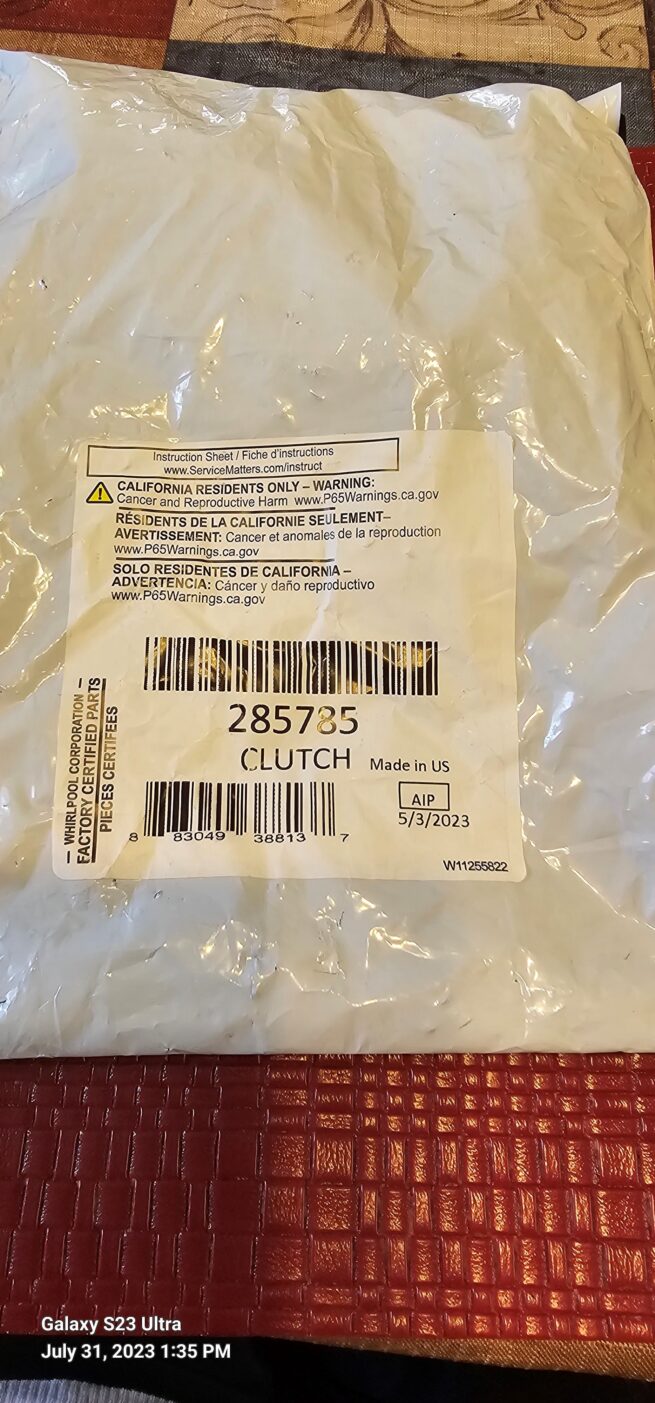 Instruction Sheet / Fiche d'instructions
www.ServiceMatters.com/instruct
CALIFORNIA RESIDENTS ONLY – WARNING:
Cancer and Reproductive Harm www.P65Warnings.ca.gov
RÉSIDENTS DE LA CALIFORNIE SEULEMENT–
AVERTISSEMENT: Cancer et anomales de la reproduction
www.P65Warnings.ca.gov
SOLO RESIDENTES DE CALIFORNIA –
ADVERTENCIA: Cáncer y daño reproductivo
www.P65Warnings.ca.gov
— WHIRLPOOL CORPORATION —
FACTORY CERTIFIED PARTS
PIECES CERTIFEES
285785
CLUTCH Made in US
AIP
5/3/2023
8 83049 38813 7
W11255822
Galaxy S23 Ultra
July 31, 2023 1:35 PM